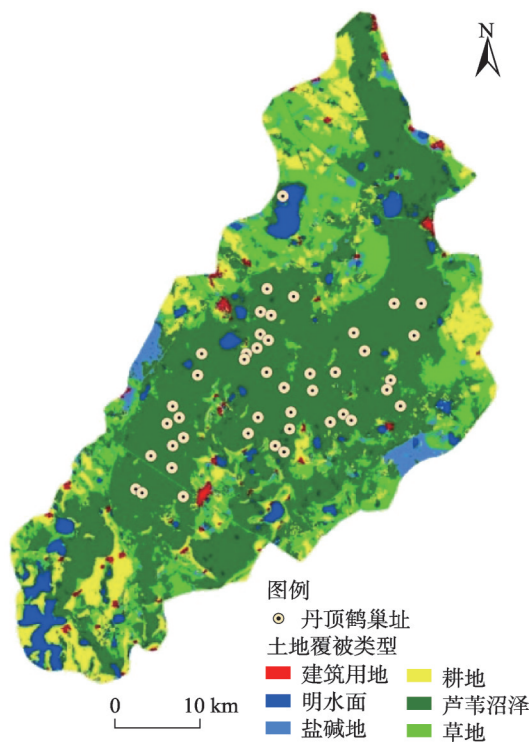 N
图例
丹顶鹤巢址
土地覆被类型
建筑用地 耕地
明水面 芦苇沼泽
盐碱地 草地
0 10 km